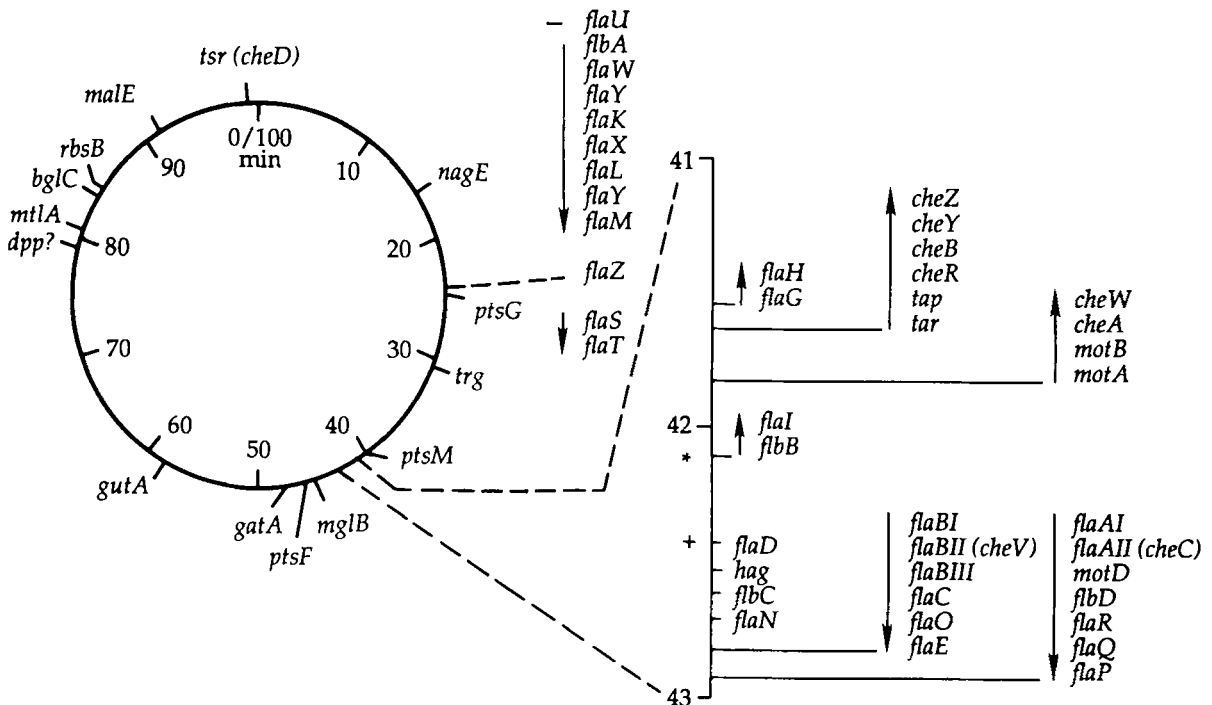 tsr (cheD)
malE
rbsB
bglC
mtlA
dpp?
0/100
min
10
20
30
40
50
60
70
80
90
nagE
ptsG
trg
ptsM
mglB
ptsF
gatA
gutA
– flaU
flbA
flaW
flaY
flaK
flaX
flaL
flaY
flaM
flaZ
flaS
flaT
41
42
*
+
43
flaH
flaG
cheZ
cheY
cheB
cheR
tap
tar
cheW
cheA
motB
motA
flaI
flbB
flaD
hag
flbC
flaN
flaBI
flaBII (cheV)
flaBIII
flaC
flaO
flaE
flaAI
flaAII (cheC)
motD
flbD
flaR
flaQ
flaP